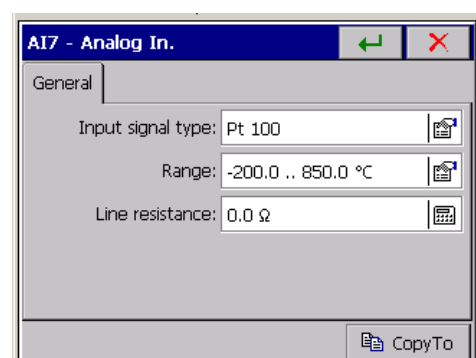 AI7 - Analog In.
General
Input signal type: Pt 100
Range: -200.0 .. 850.0 °C
Line resistance: 0.0 Ω
CopyTo